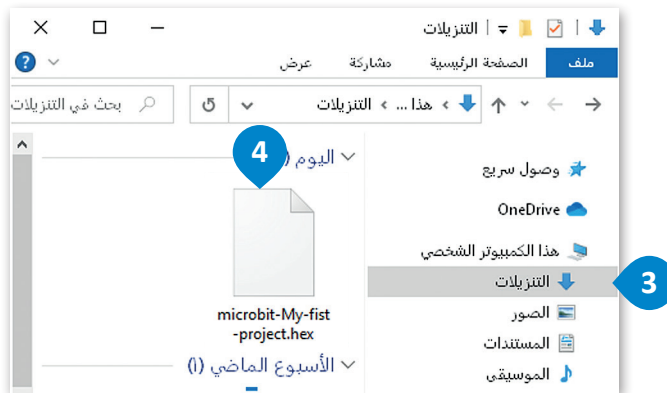 التنزيلات
ملف الصفحة الرئيسية مشاركة عرض
هذا ... › التنزيلات
بحث في التنزيلات
وصول سريع
OneDrive
هذا الكمبيوتر الشخصي
التنزيلات
3
الصور
المستندات
الموسيقى
اليوم (
4
microbit-My-fist
-project.hex
الأسبوع الماضي (١)